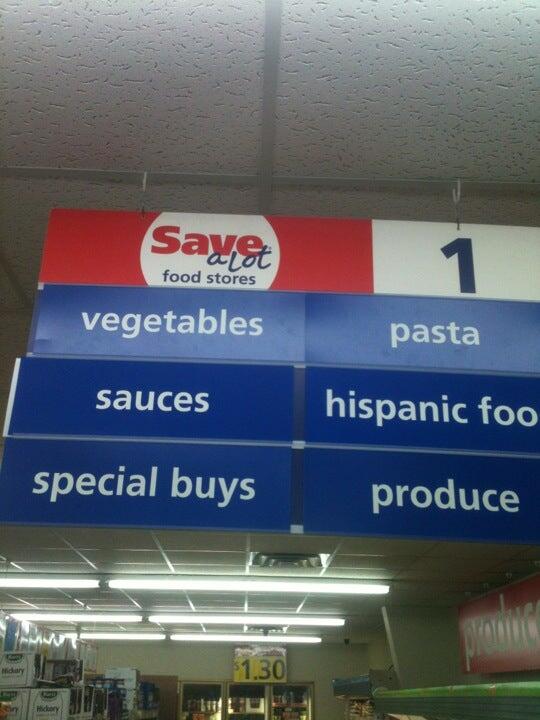 Save
a Lot
food stores
1
vegetables
pasta
sauces
hispanic foo
special buys
produce
produc
$1.30
Hickory
Hickory